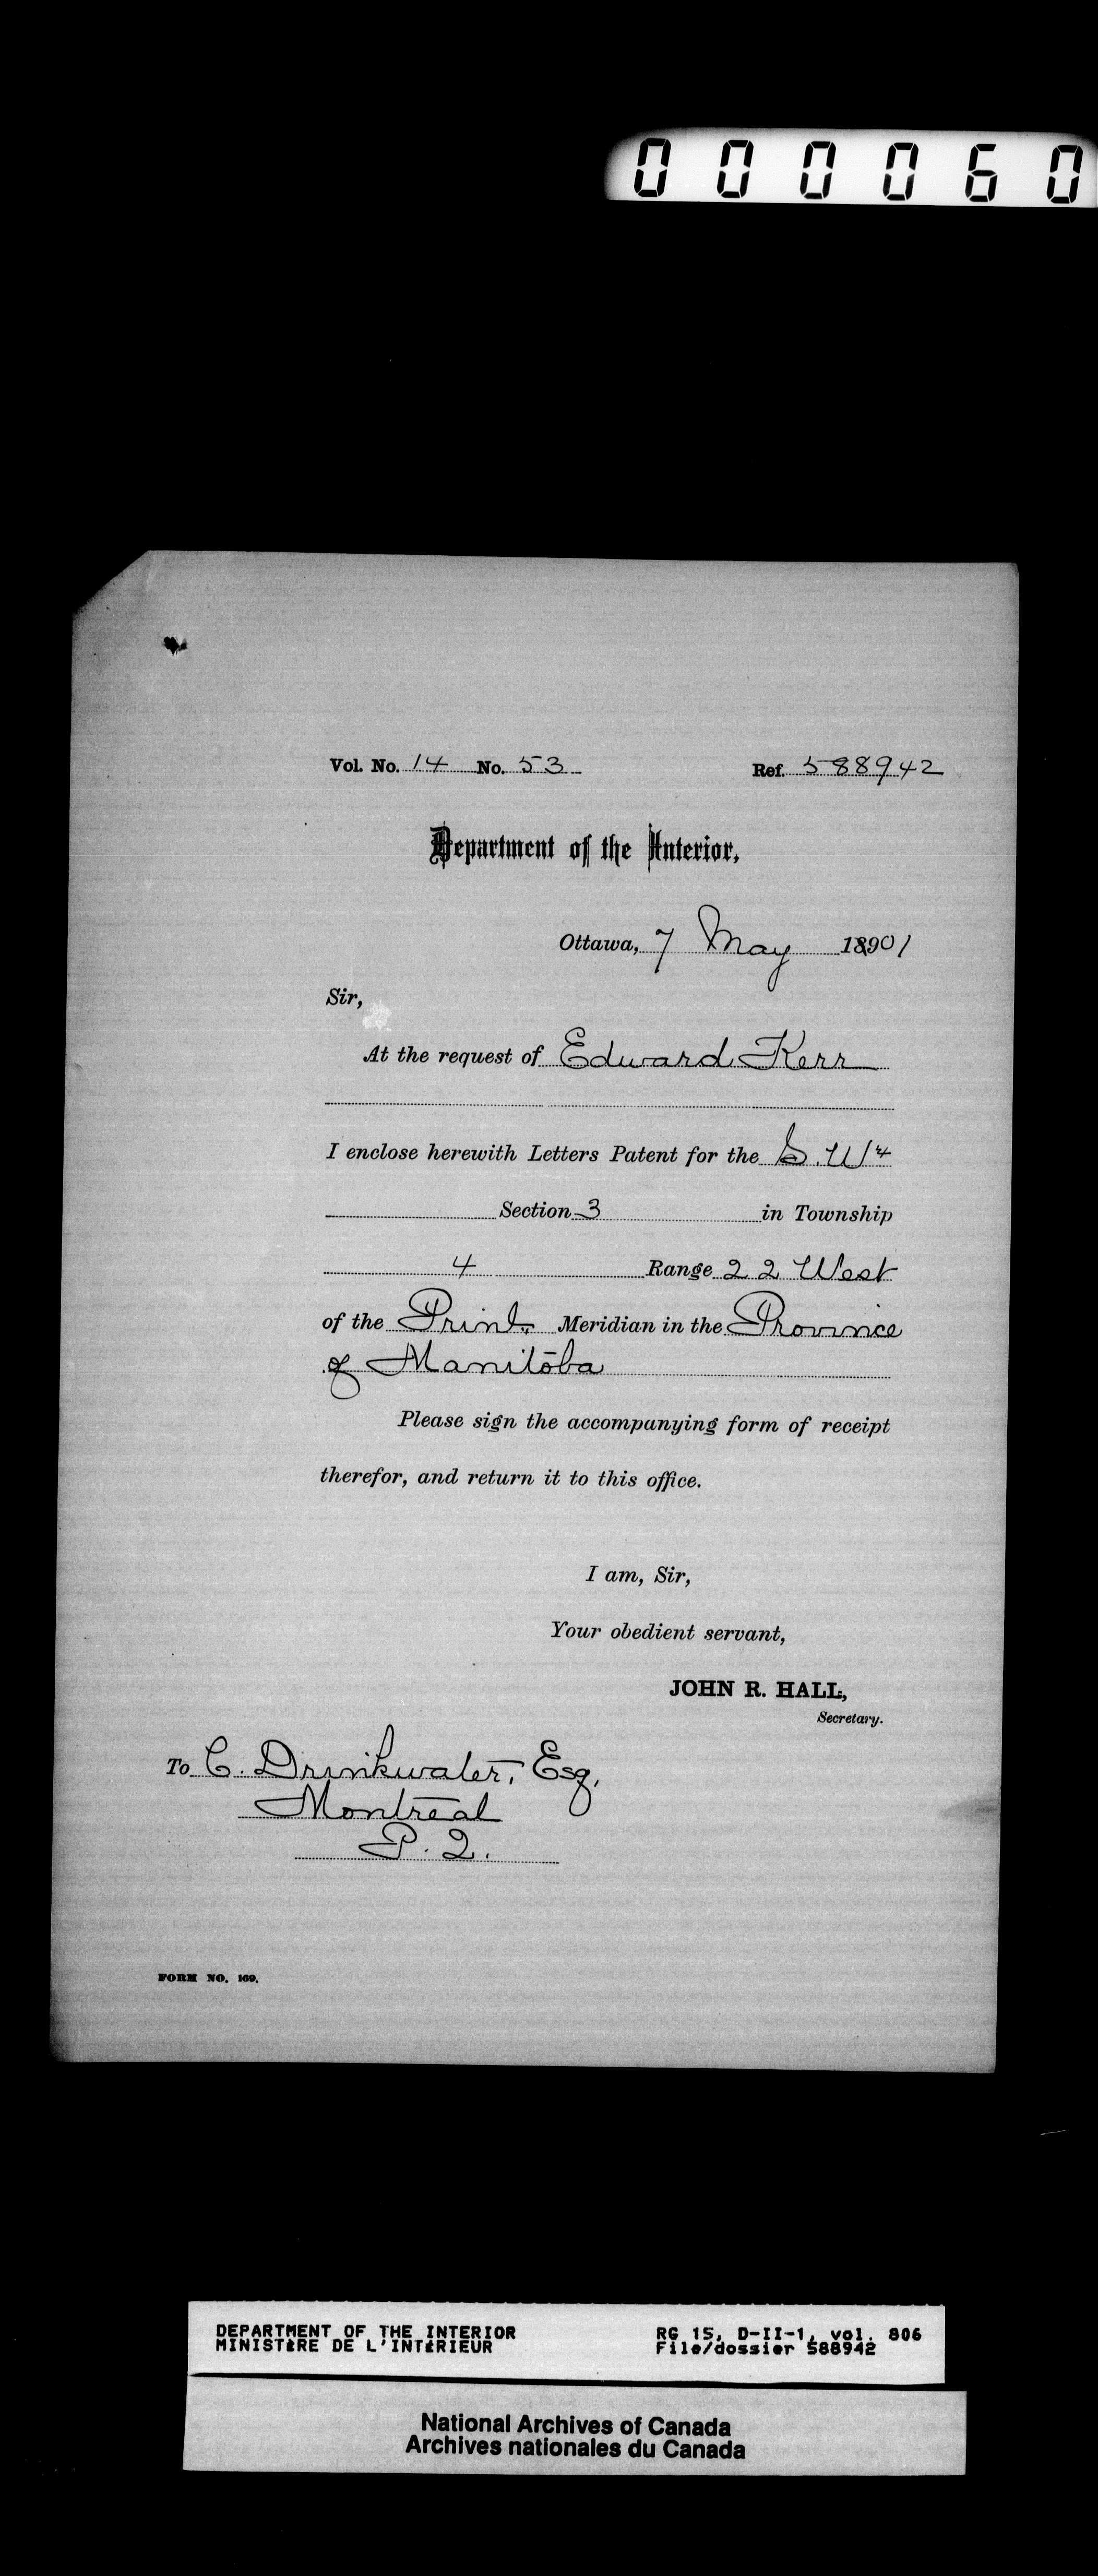 000060
Vol. No. 14 No. 53 Ref. 588942
Department of the Interior,
Ottawa, 7 May 18901
Sir,
At the request of Edward Kerr
I enclose herewith Letters Patent for the S.W 4
Section 3 in Township
4 Range 22 West
of the Prinl. Meridian in the Province
of Manitoba
Please sign the accompanying form of receipt
therefor, and return it to this office.
I am, Sir,
Your obedient servant,
JOHN R. HALL,
Secretary.
To C. Drinkwater, Esq,
Montreal
P. Q.
FORM NO. 169.
DEPARTMENT OF THE INTERIOR RG 15, D-II-1, vol. 806
MINISTÈRE DE L'INTÉRIEUR File/dossier 588942
National Archives of Canada
Archives nationales du Canada